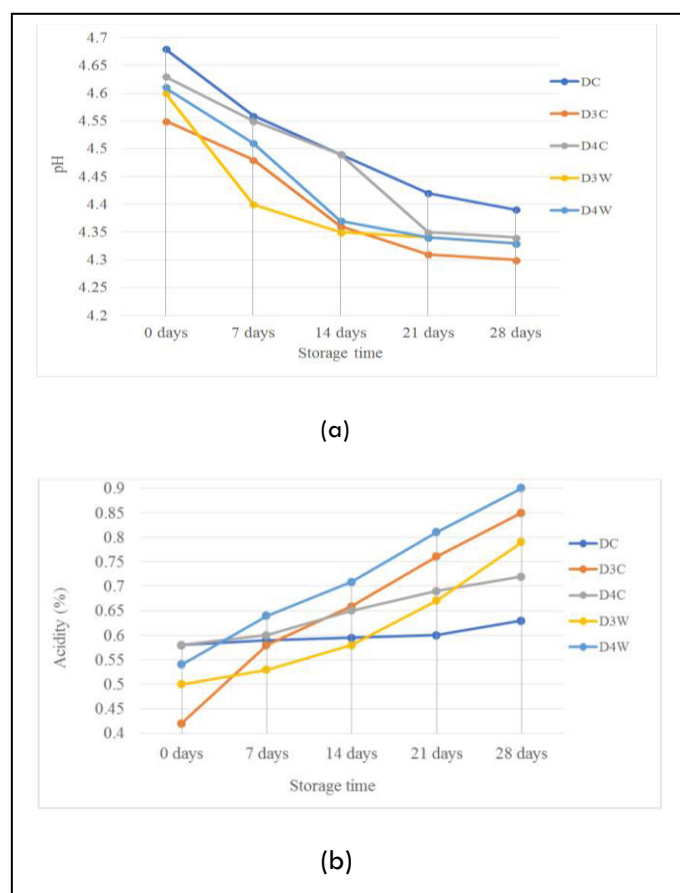 4.7
4.65
4.6
4.55
4.5
4.45
4.4
4.35
4.3
4.25
4.2
pH
0 days 7 days 14 days 21 days 28 days
Storage time
DC
D3C
D4C
D3W
D4W
(a)
0.9
0.85
0.8
0.75
0.7
0.65
0.6
0.55
0.5
0.45
0.4
Acidity (%)
0 days 7 days 14 days 21 days 28 days
Storage time
DC
D3C
D4C
D3W
D4W
(b)